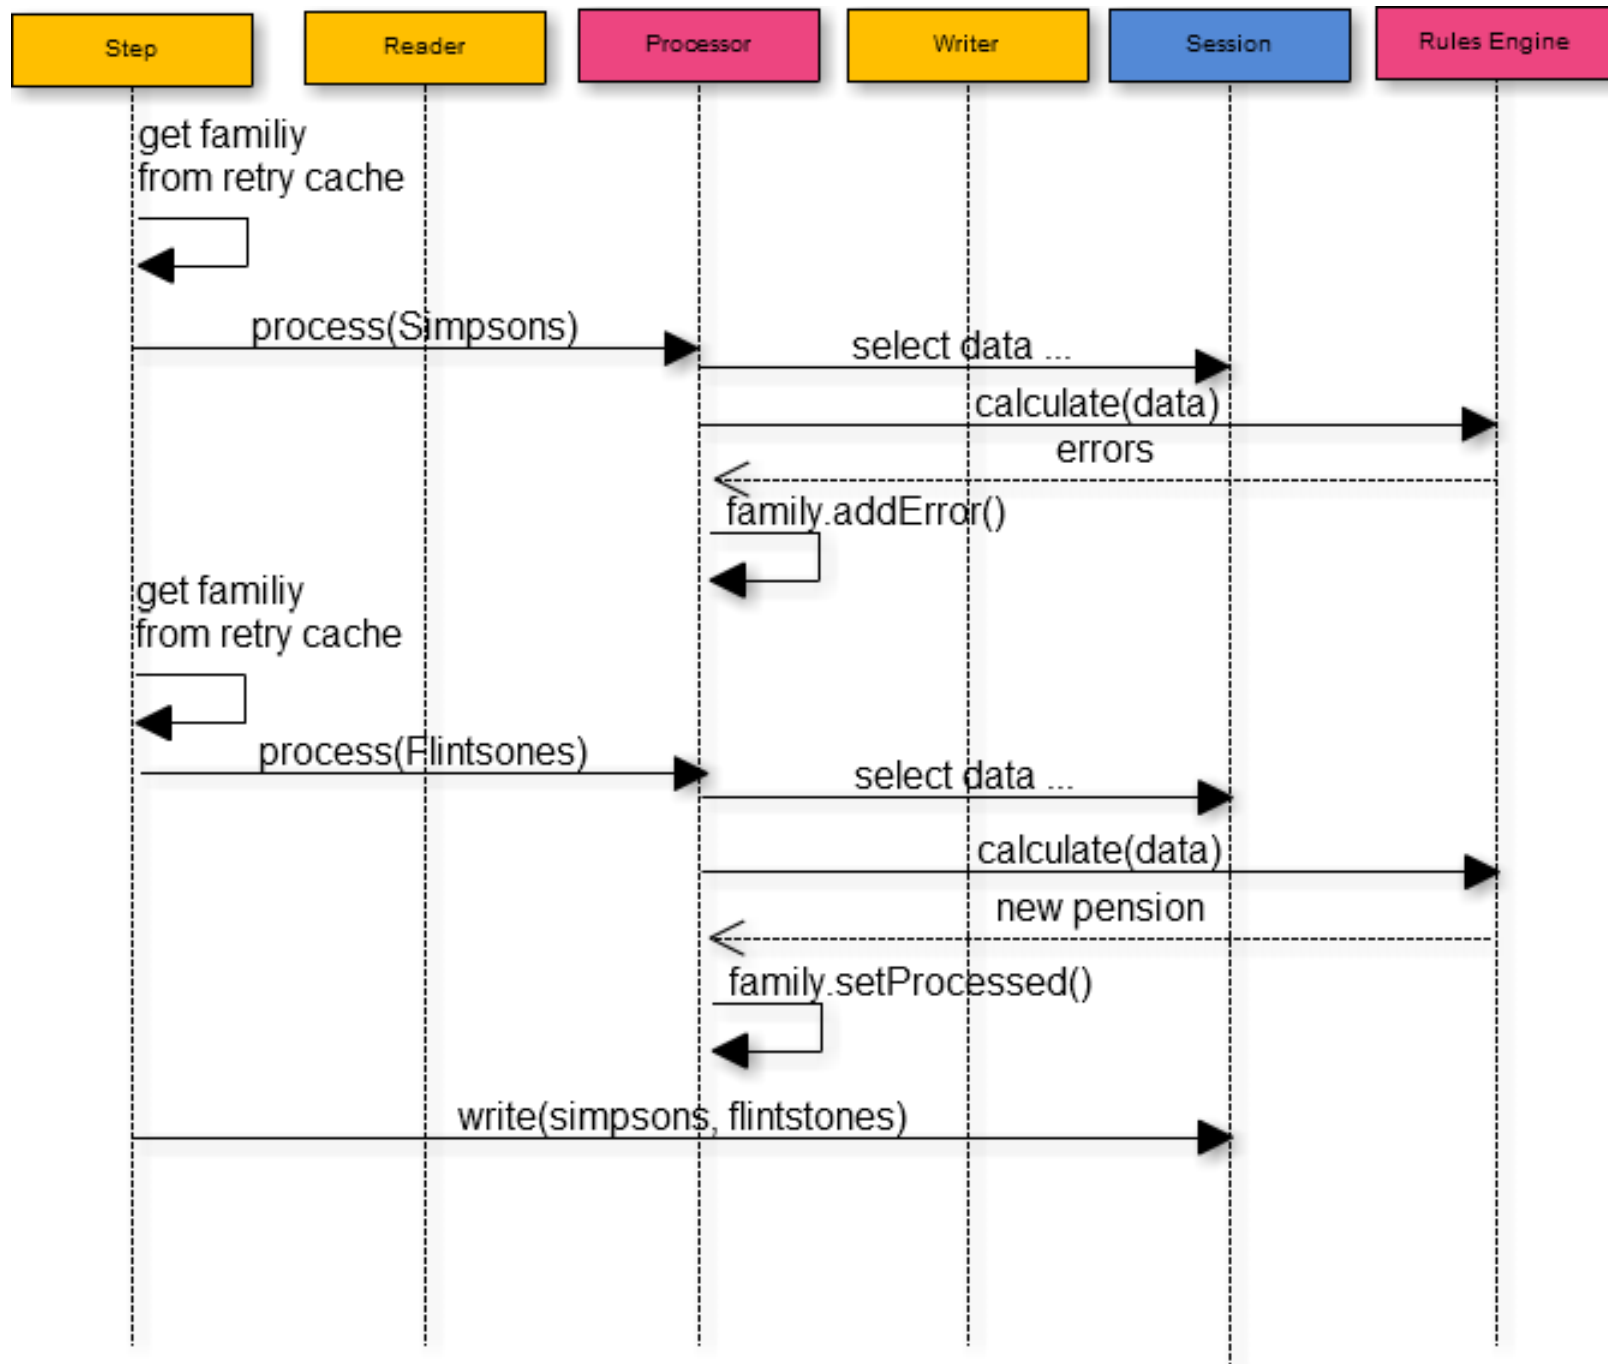 Step
Reader
Processor
Writer
Session
Rules Engine
get familiy
from retry cache
process(Simpsons)
select data ...
calculate(data)
errors
family.addError()
get familiy
from retry cache
process(Flintsones)
select data ...
calculate(data)
new pension
family.setProcessed()
write(simpsons, flintstones)